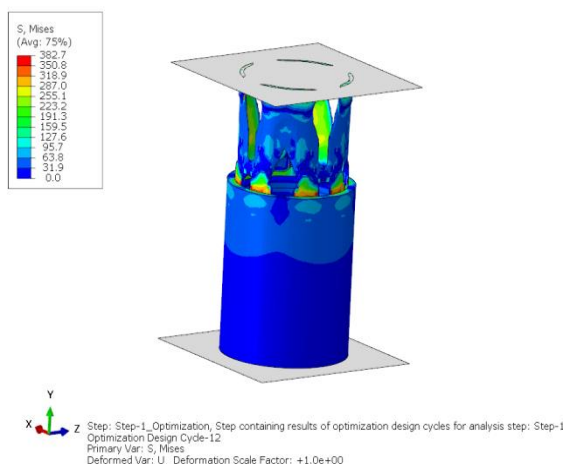 S, Mises
(Avg: 75%)
382.7
350.8
318.9
287.0
255.1
223.2
191.3
159.5
127.6
95.7
63.8
31.9
0.0
Y
X
Z
Step: Step-1_Optimization, Step containing results of optimization design cycles for analysis step: Step-1
Optimization Design Cycle-12
Primary Var: S, Mises
Deformed Var: U Deformation Scale Factor: +1.0e+00